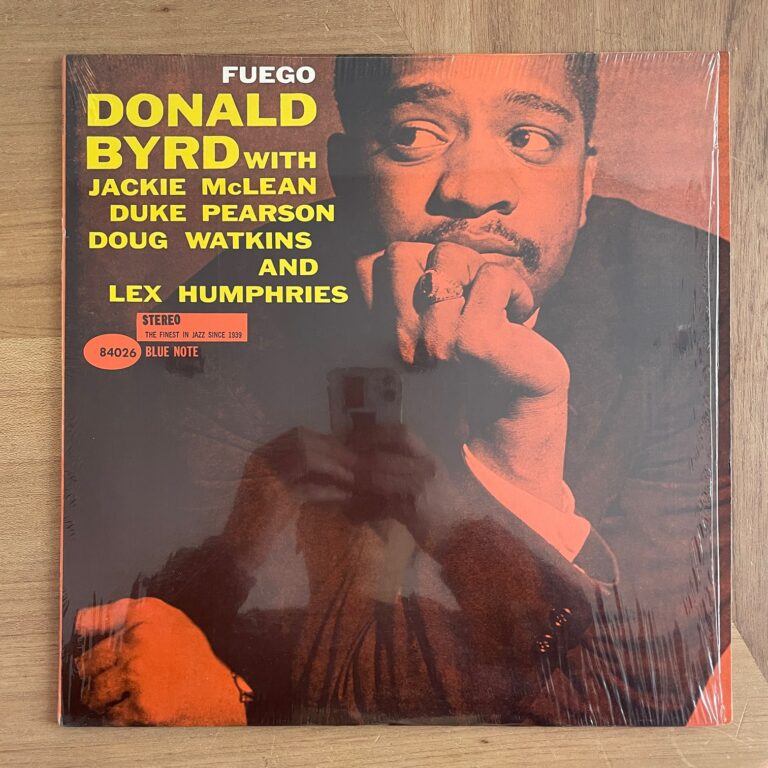 FUEGO
DONALD
BYRD WITH
JACKIE McLEAN
DUKE PEARSON
DOUG WATKINS
AND
LEX HUMPHRIES
STEREO
THE FINEST IN JAZZ SINCE 1939
84026 BLUE NOTE